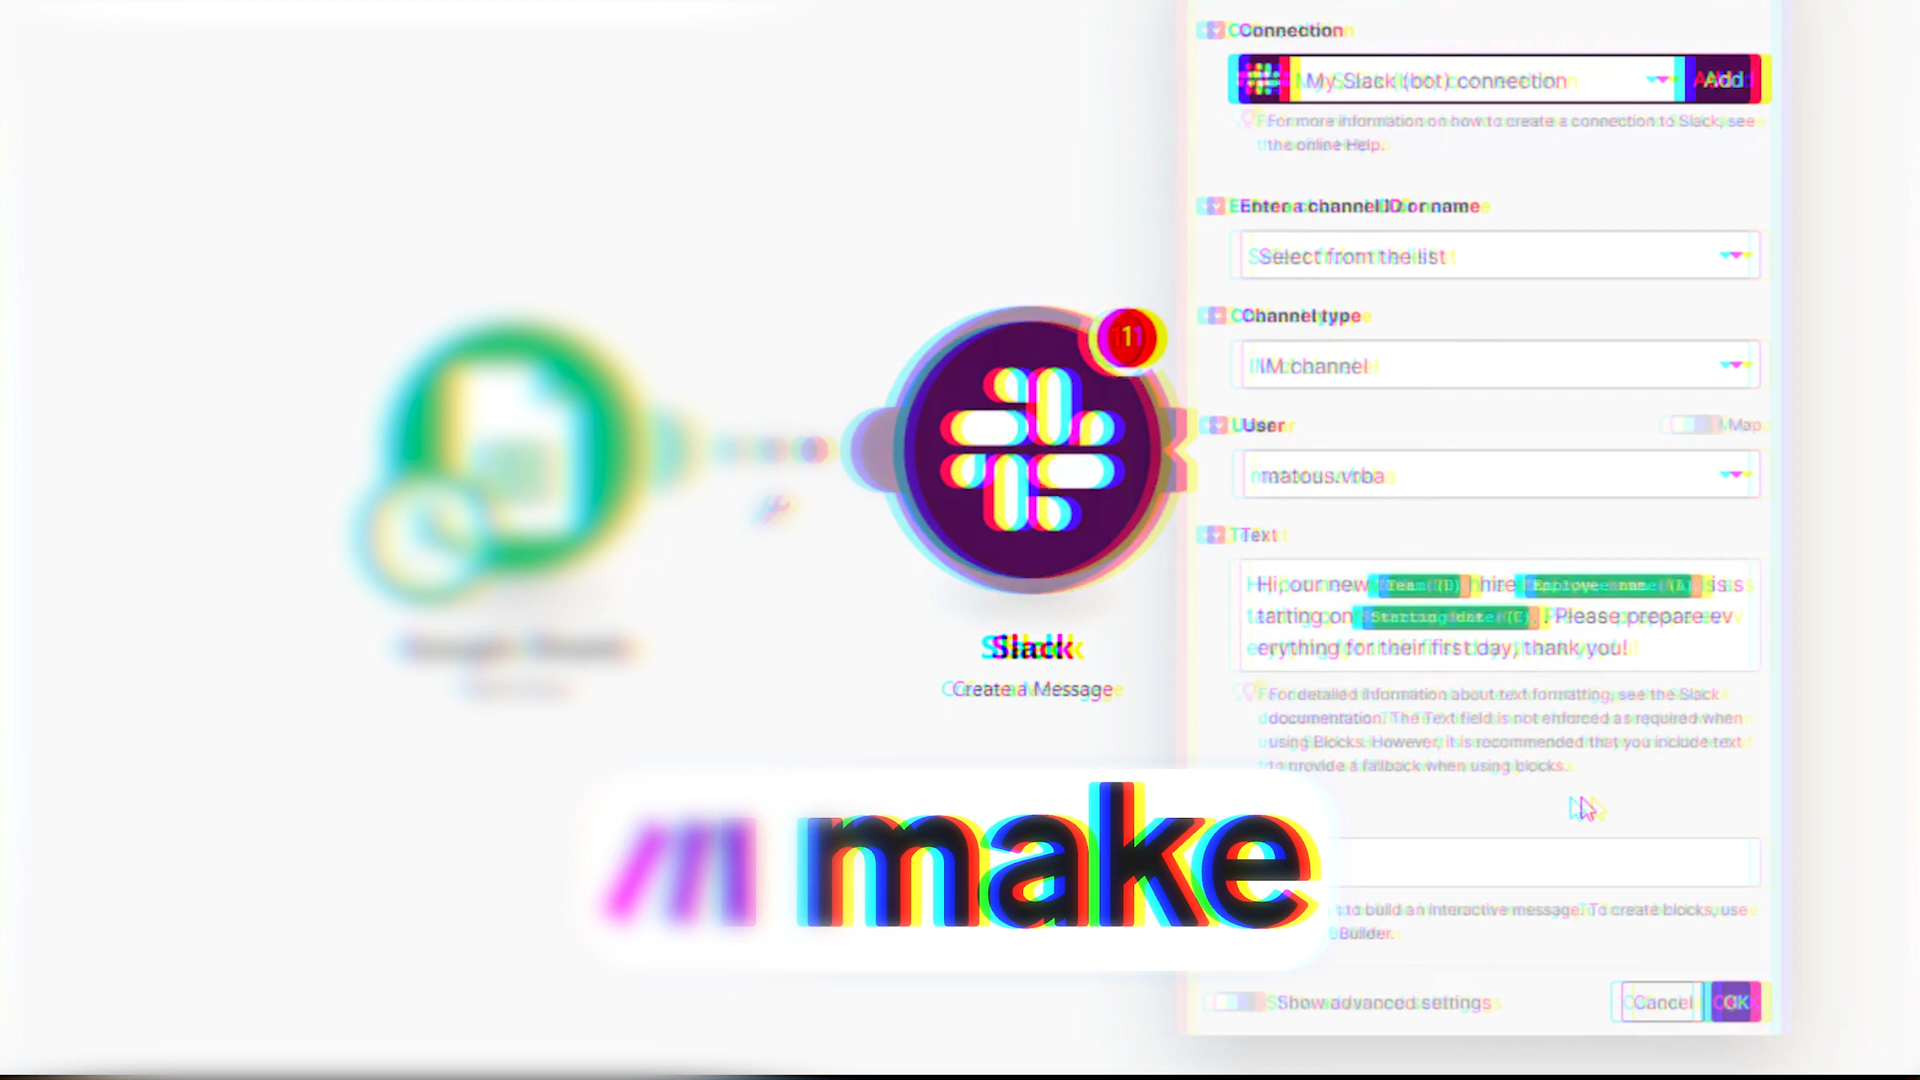 Connection
My Slack (bot) connection
Add
For more information on how to create a connection to Slack, see
the online Help.
Enter a channel ID or name
Select from the list
Channel type
IM channel
User
Map
matous.vrba
Text
Hi, our new Team (D) hire Employee name (A) is s
tarting on Starting date (C). Please prepare ev
erything for their first day, thank you!
For detailed information about text formatting, see the Slack
documentation. The Text field is not enforced as required when
using Blocks. However, it is recommended that you include text
to provide a fallback when using blocks.
s to build an interactive message. To create blocks, use
Builder.
Show advanced settings
Cancel
OK
1
Slack
Create a Message
make